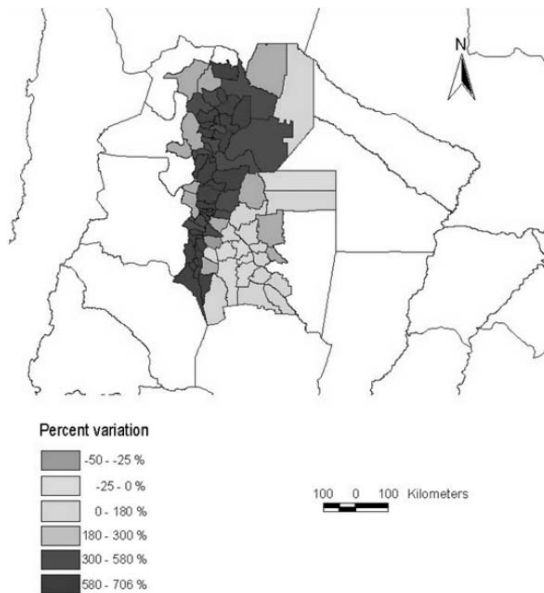 N
Percent variation
-50 - -25 %
-25 - 0 %
0 - 180 %
180 - 300 %
300 - 580 %
580 - 706 %
100 0 100 Kilometers